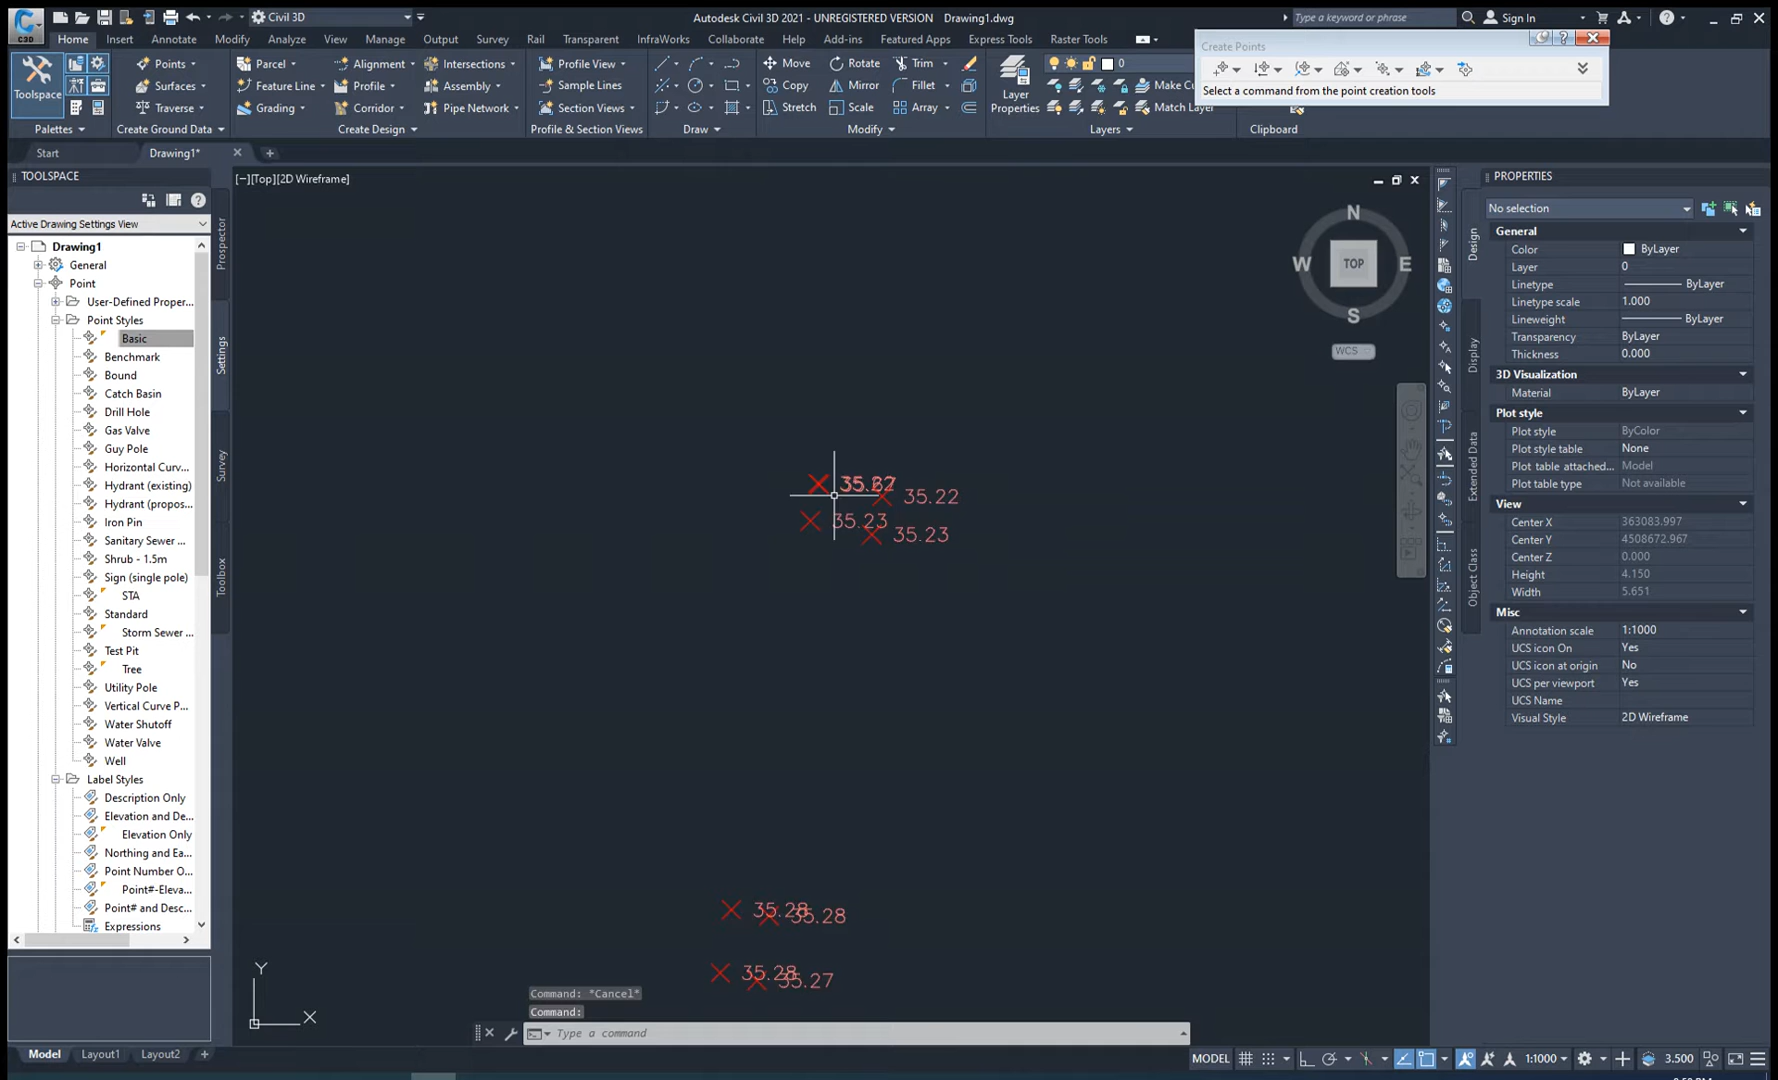 C3D
Civil 3D
Autodesk Civil 3D 2021 - UNREGISTERED VERSION Drawing1.dwg
Type a keyword or phrase
Sign In
Home Insert Annotate Modify Analyze View Manage Output Survey Rail Transparent InfraWorks Collaborate Help Add-ins Featured Apps Express Tools Raster Tools
Toolspace
Palettes
Points
Surfaces
Traverse
Create Ground Data
Parcel
Feature Line
Grading
Alignment
Profile
Corridor
Intersections
Assembly
Pipe Network
Create Design
Profile View
Sample Lines
Section Views
Profile & Section Views
Draw
Move
Copy
Stretch
Rotate
Mirror
Scale
Trim
Fillet
Array
Modify
Layer
Properties
0
Make Cu
Match Layer
Layers
Clipboard
Create Points
Select a command from the point creation tools
Start
Drawing1*
TOOLSPACE
Active Drawing Settings View
Drawing1
General
Point
User-Defined Proper...
Point Styles
Basic
Benchmark
Bound
Catch Basin
Drill Hole
Gas Valve
Guy Pole
Horizontal Curv...
Hydrant (existing)
Hydrant (propos...
Iron Pin
Sanitary Sewer ...
Shrub - 1.5m
Sign (single pole)
STA
Standard
Storm Sewer ...
Test Pit
Tree
Utility Pole
Vertical Curve P...
Water Shutoff
Water Valve
Well
Label Styles
Description Only
Elevation and De...
Elevation Only
Northing and Ea...
Point Number O...
Point#-Eleva...
Point# and Desc...
Expressions
Prospector
Settings
Survey
Toolbox
[−][Top][2D Wireframe]
N
W
TOP
E
S
WCS
35.22
35.23
35.23
35.28
35.28
35.28
35.27
Y
X
Command: *Cancel*
Command:
Type a command
Model Layout1 Layout2
MODEL
1:1000
3.500
PROPERTIES
No selection
Design
Display
Extended Data
Object Class
General
Color ByLayer
Layer 0
Linetype ByLayer
Linetype scale 1.000
Lineweight ByLayer
Transparency ByLayer
Thickness 0.000
3D Visualization
Material ByLayer
Plot style
Plot style ByColor
Plot style table None
Plot table attached... Model
Plot table type Not available
View
Center X 363083.997
Center Y 4508672.967
Center Z 0.000
Height 4.150
Width 5.651
Misc
Annotation scale 1:1000
UCS icon On Yes
UCS icon at origin No
UCS per viewport Yes
UCS Name
Visual Style 2D Wireframe